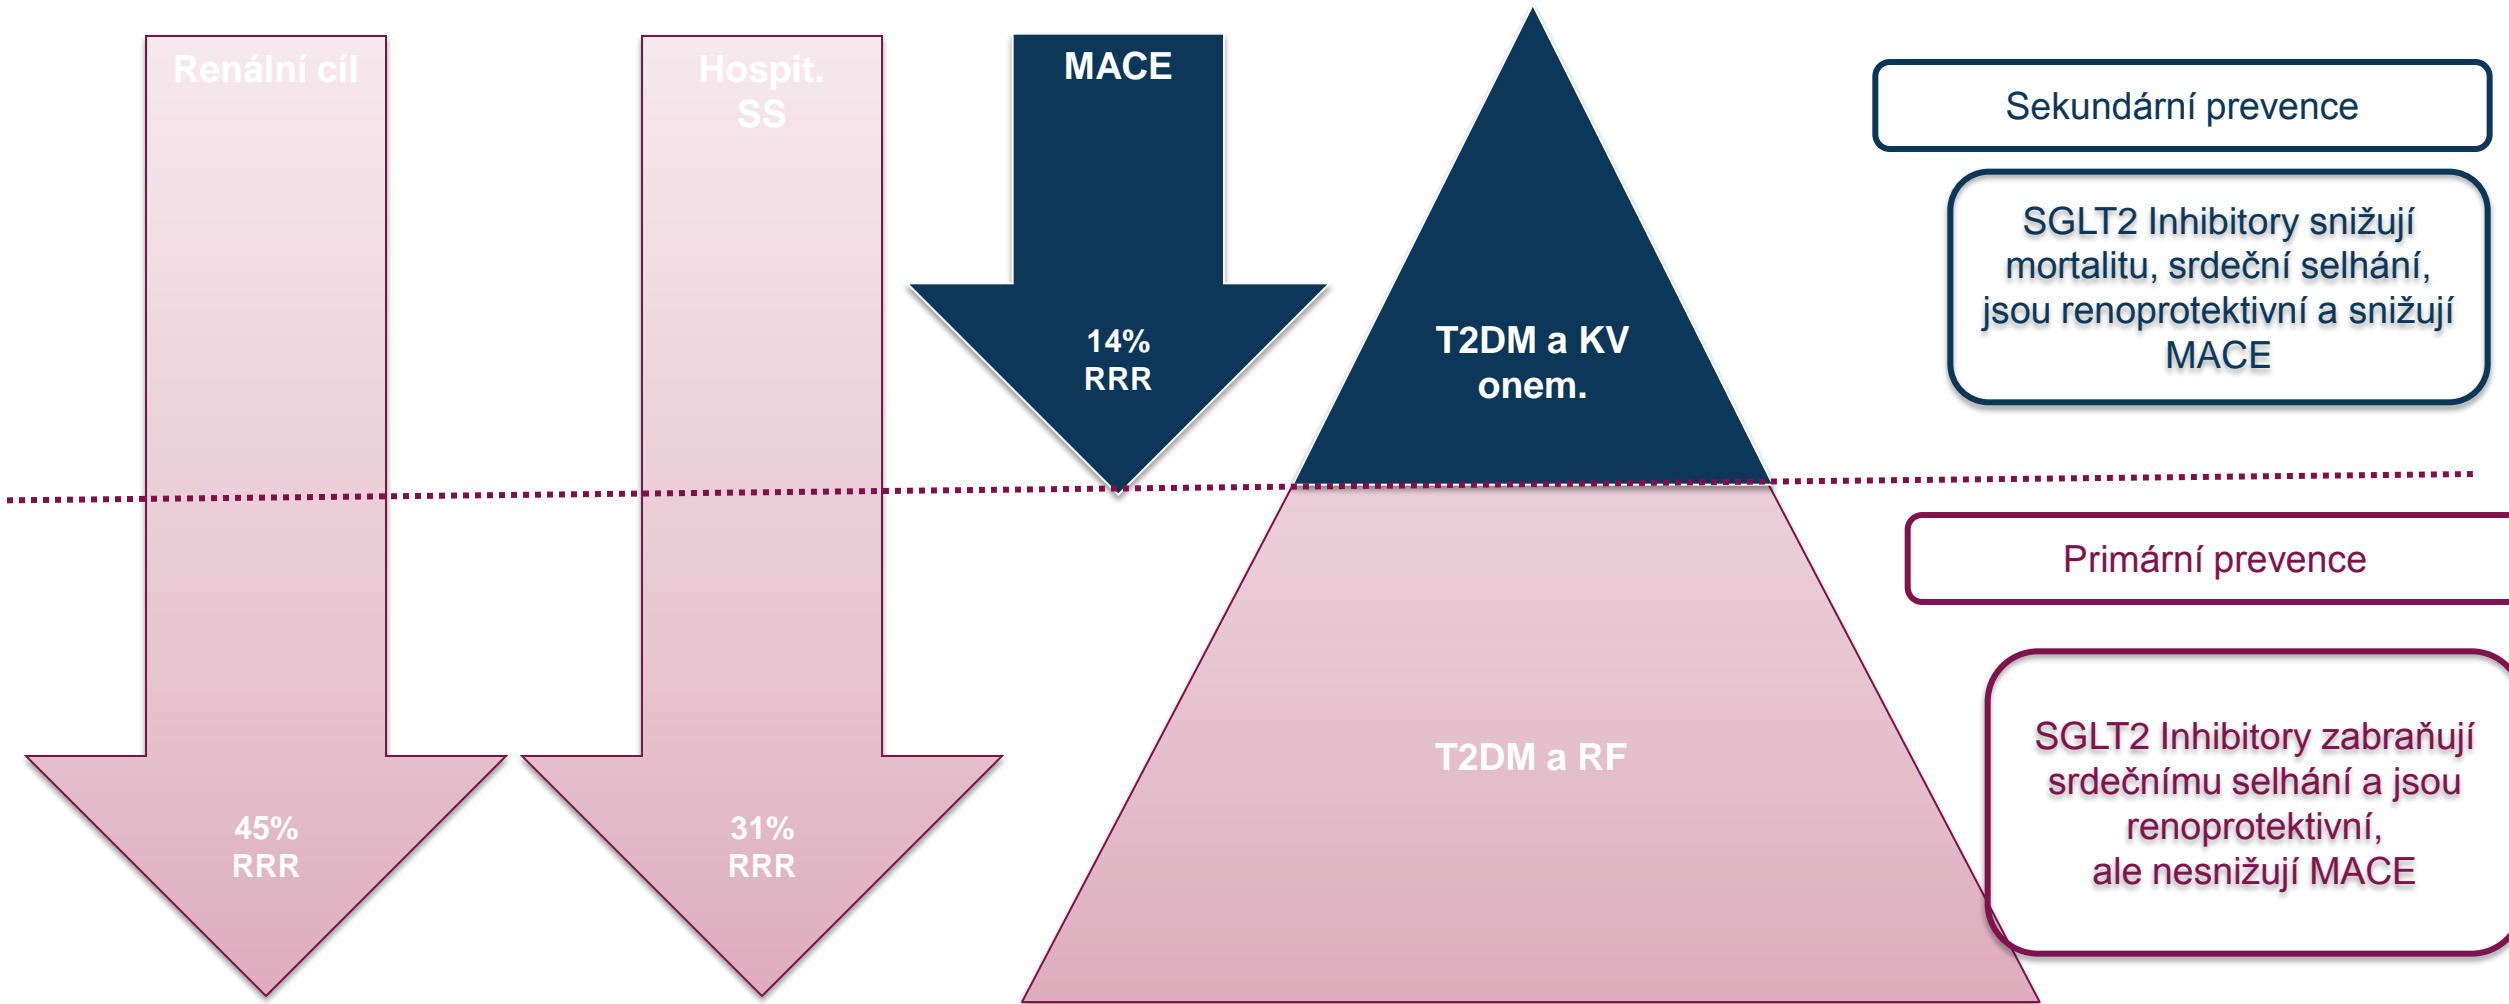 Renální cíl
Hospit.
SS
MACE
Sekundární prevence
SGLT2 Inhibitory snižují
mortalitu, srdeční selhání,
jsou renoprotektivní a snižují
MACE
14%
RRR
T2DM a KV
onem.
Primární prevence
T2DM a RF
SGLT2 Inhibitory zabraňují
srdečnímu selhání a jsou
renoprotektivní,
ale nesnižují MACE
45%
RRR
31%
RRR